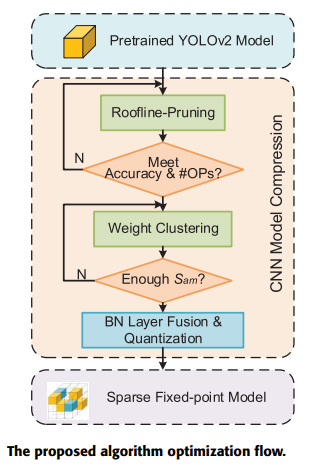 Pretrained YOLOv2 Model
Roofline-Pruning
N
Meet
Accuracy & #OPs?
Weight Clustering
N
Enough Sam?
BN Layer Fusion &
Quantization
CNN Model Compression
Sparse Fixed-point Model
The proposed algorithm optimization flow.